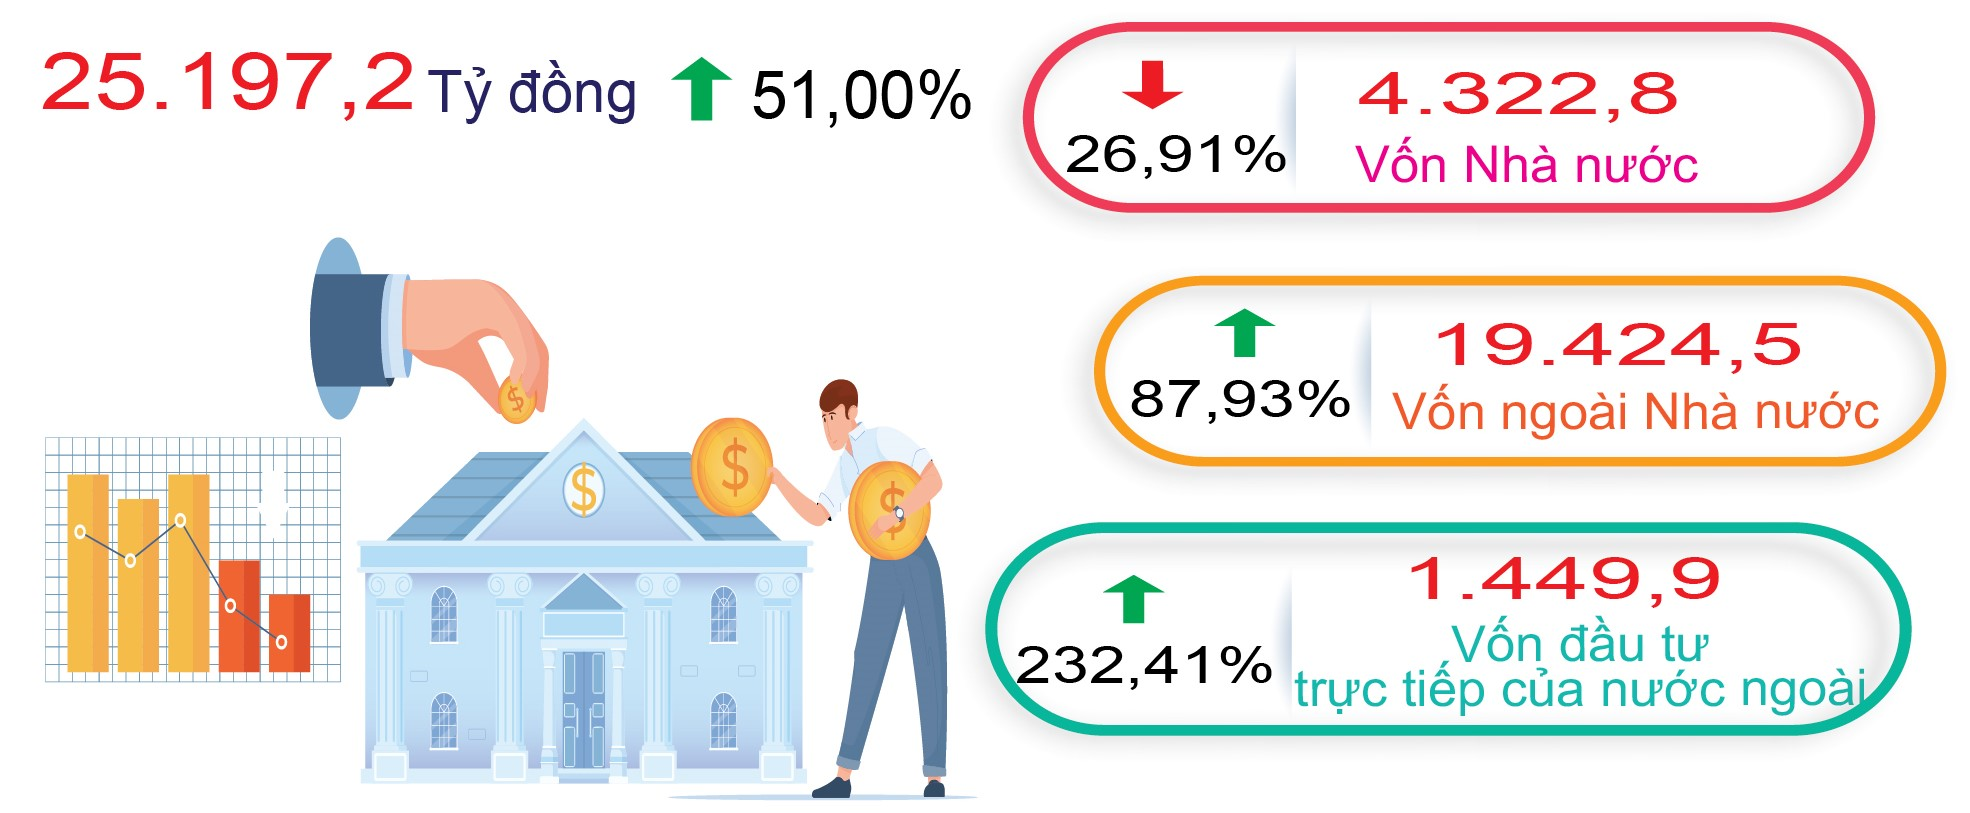 25.197,2 Tỷ đồng 51,00%
26,91%
4.322,8
Vốn Nhà nước
87,93%
19.424,5
Vốn ngoài Nhà nước
232,41%
1.449,9
Vốn đầu tư
trực tiếp của nước ngoài
$
$
$
$